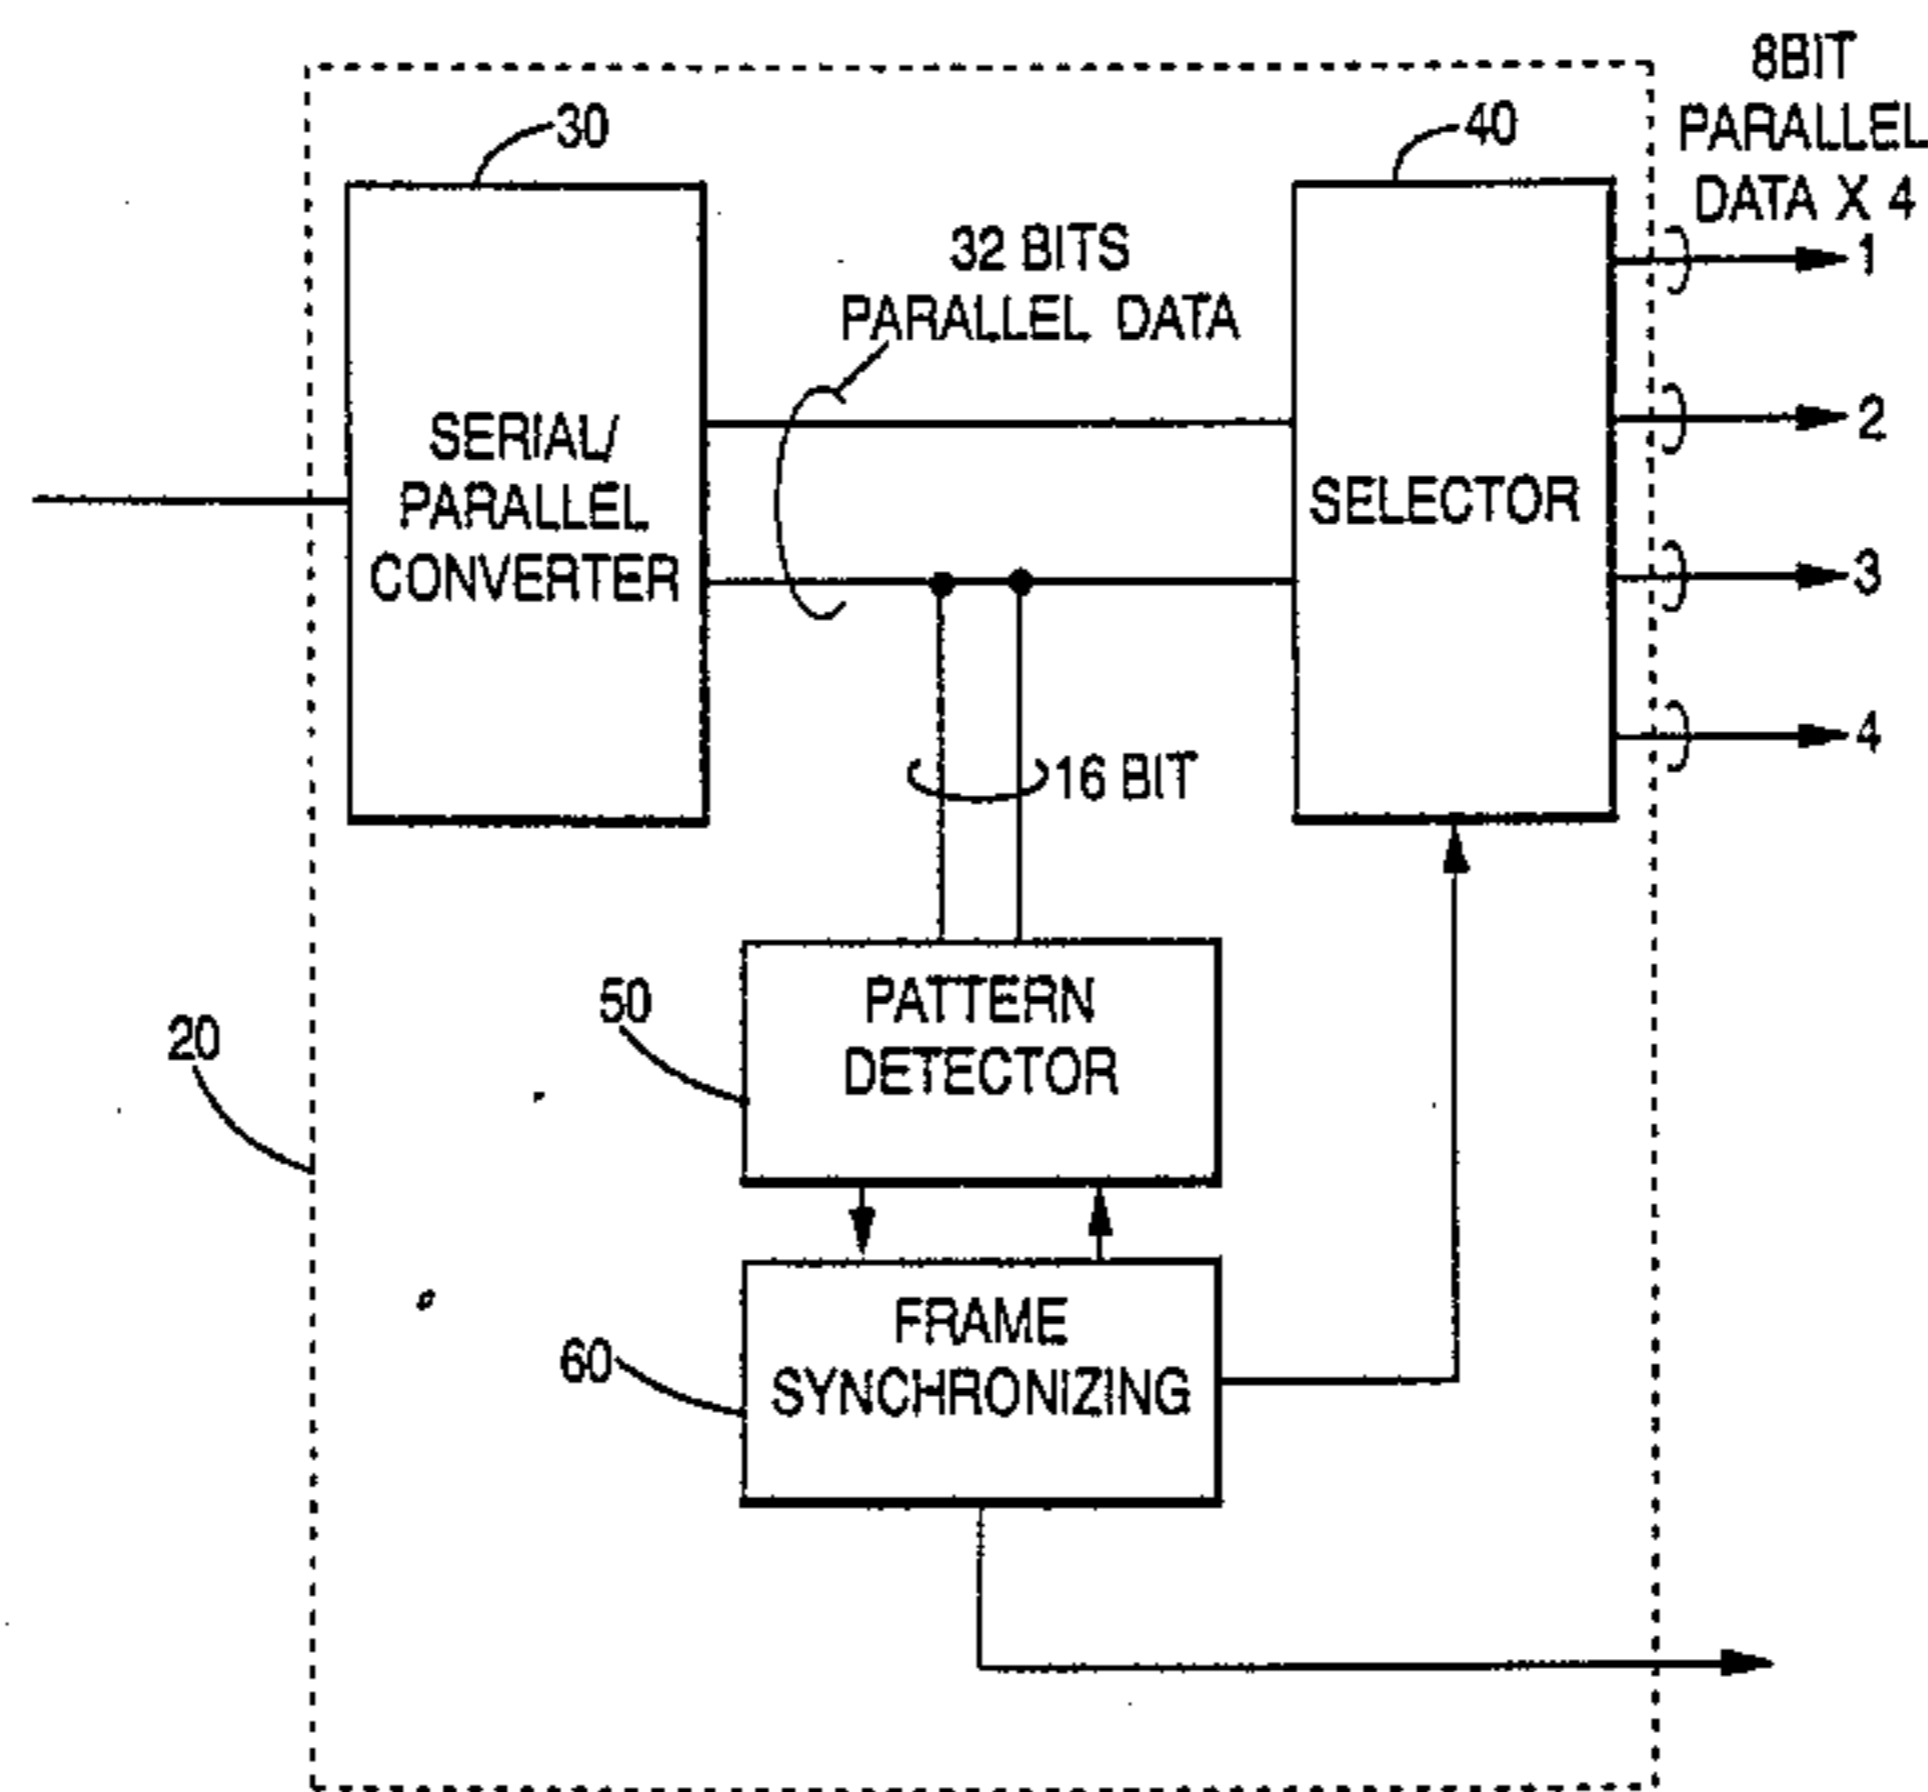 8BIT
PARALLEL
DATA X 4
30
40
32 BITS
PARALLEL DATA
1
SERIAL/
PARALLEL
CONVERTER
SELECTOR
2
3
4
16 BIT
50
PATTERN
DETECTOR
20
60
FRAME
SYNCHRONIZING